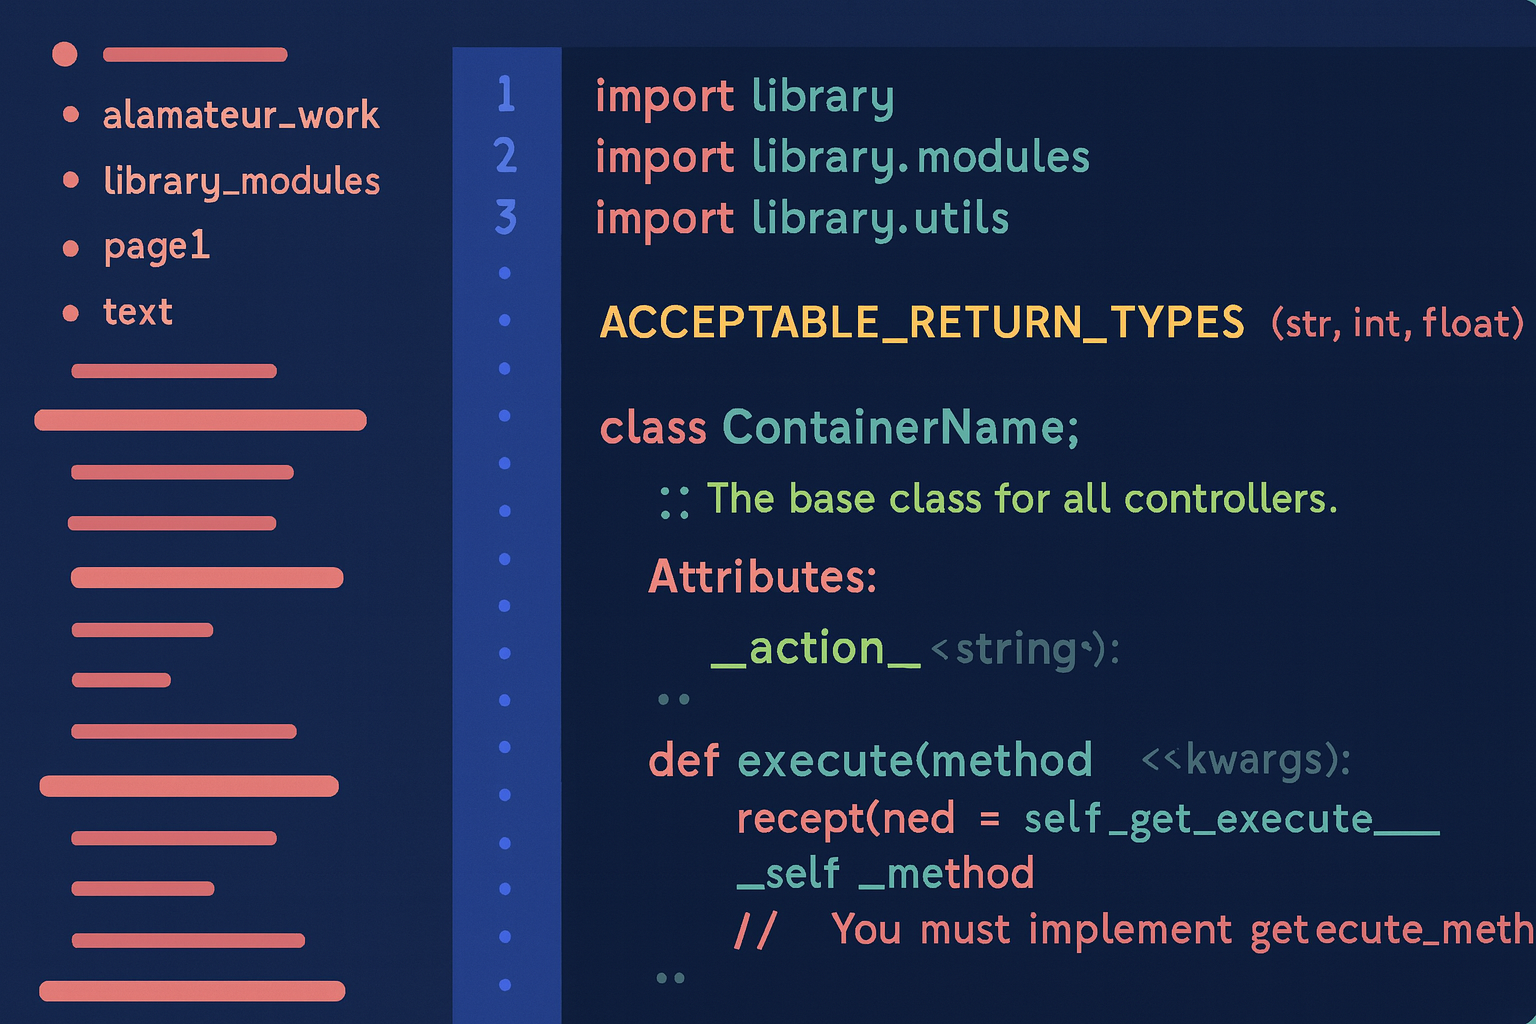 alamateur_work
library_modules
page1
text
1 import library
2 import library.modules
3 import library.utils
ACCEPTABLE_RETURN_TYPES (str, int, float)
class ContainerName;
:: The base class for all controllers.
Attributes:
__action__ <string·):
def execute(method <<kwargs):
recept(ned = self_get_execute___
_self _method
// You must implement getecute_meth